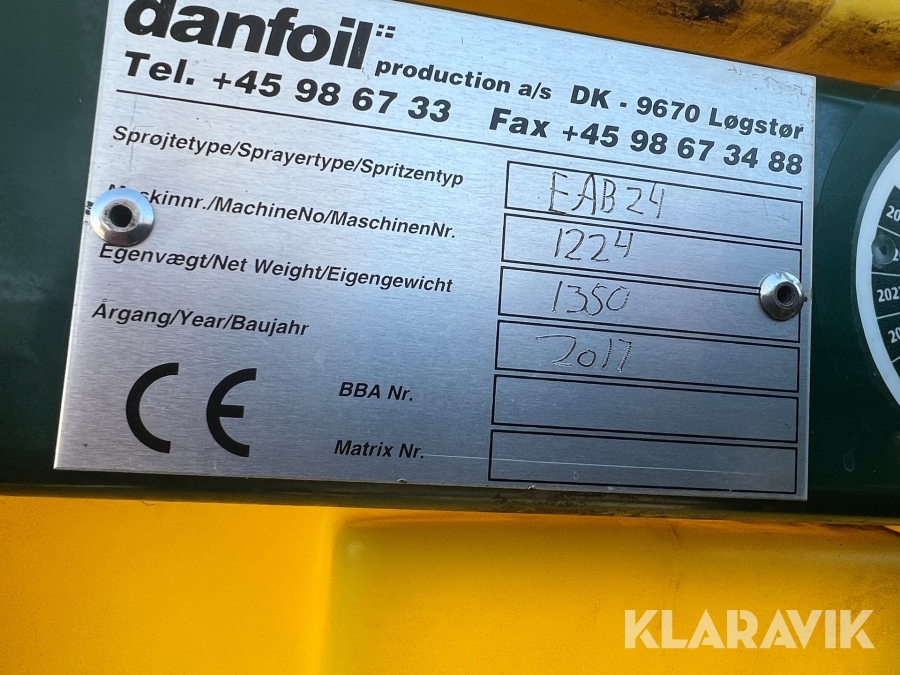 danfoil
production a/s DK - 9670 Løgstør
Tel. +45 98 67 33 Fax +45 98 67 34 88
Sprøjtetype/Sprayertype/Spritzentyp EAB24
Maskinnr./MachineNo/MaschinenNr. 1224
Egenvægt/Net Weight/Eigengewicht 1350
Årgang/Year/Baujahr 2017
CE BBA Nr.
Matrix Nr.
KLARAVIK